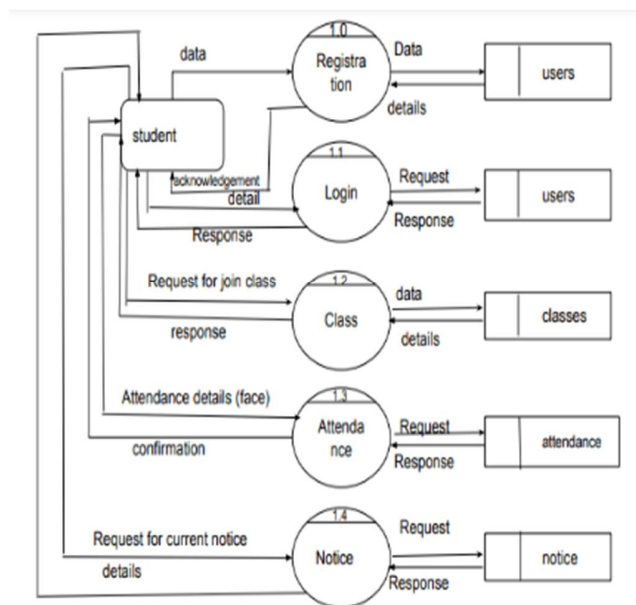 1.0
data
Registra
tion
Data
details
users
student
acknowledgement
1.1
Login
detail
Response
Request
Response
users
1.2
Request for join class
Class
response
data
details
classes
1.3
Attendance details (face)
Attenda
nce
confirmation
Request
Response
attendance
1.4
Request for current notice
Notice
details
Request
Response
notice